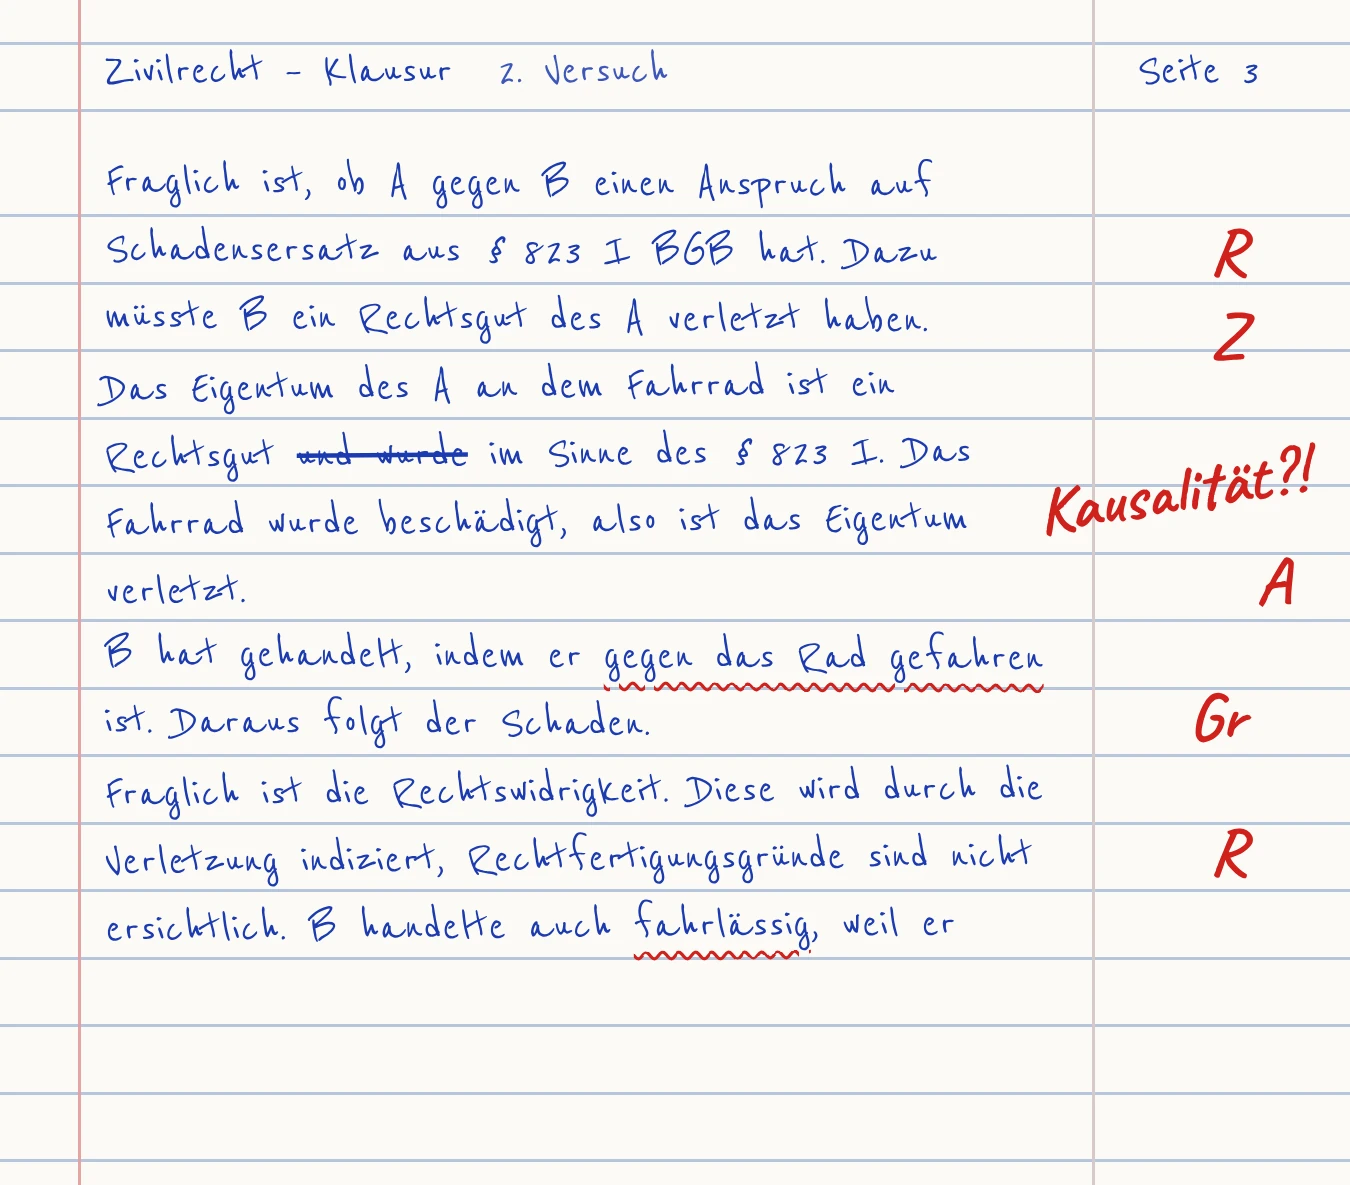 Zivilrecht - Klausur 2. Versuch Seite 3
Fraglich ist, ob A gegen B einen Anspruch auf
Schadensersatz aus § 823 I BGB hat. Dazu
R
müsste B ein Rechtsgut des A verletzt haben.
Z
Das Eigentum des A an dem Fahrrad ist ein
Rechtsgut und wurde im Sinne des § 823 I. Das
Kausalität?!
Fahrrad wurde beschädigt, also ist das Eigentum
verletzt.
A
B hat gehandelt, indem er gegen das Rad gefahren
ist. Daraus folgt der Schaden.
Gr
Fraglich ist die Rechtswidrigkeit. Diese wird durch die
Verletzung indiziert, Rechtfertigungsgründe sind nicht
R
ersichtlich. B handelte auch fahrlässig, weil er